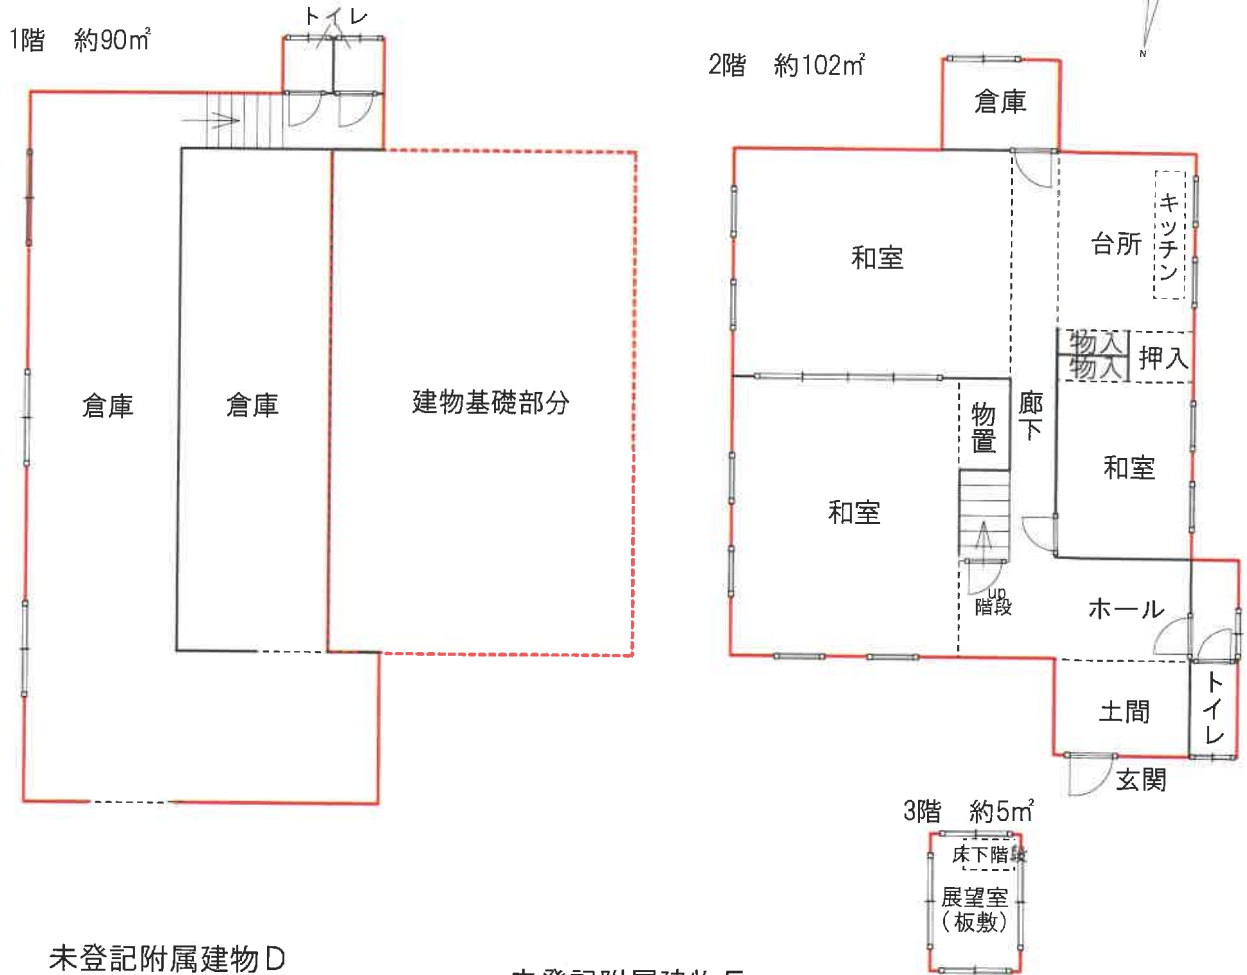 1階　約90㎡
トイレ
倉庫
倉庫
建物基礎部分
N
2階　約102㎡
倉庫
和室
台所
キッチン
物入
物入
押入
物置
廊下
和室
和室
up
階段
ホール
土間
トイレ
玄関
3階　約5㎡
床下階段
展望室
(板敷)
未登記附属建物D